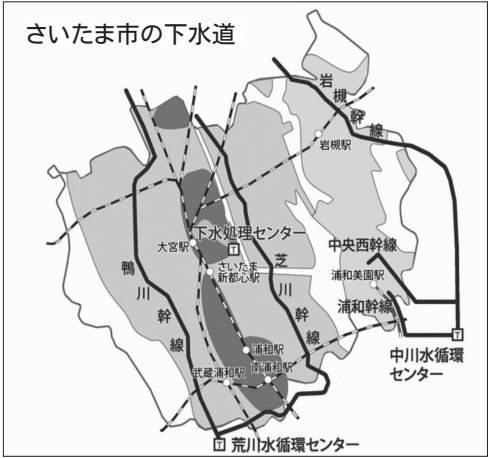 さいたま市の下水道
岩槻幹線
岩槻駅
下水処理センター
大宮駅
さいたま
新都心駅
鴨川幹線
芝川幹線
中央西幹線
浦和美園駅
浦和幹線
浦和駅
武蔵浦和駅
南浦和駅
中川水循環
センター
荒川水循環センター
T
T
T